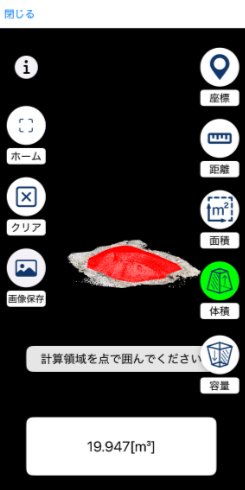 閉じる
i
座標
ホーム
距離
クリア
m²
面積
画像保存
体積
計算領域を点で囲んでください
容量
19.947[m³]